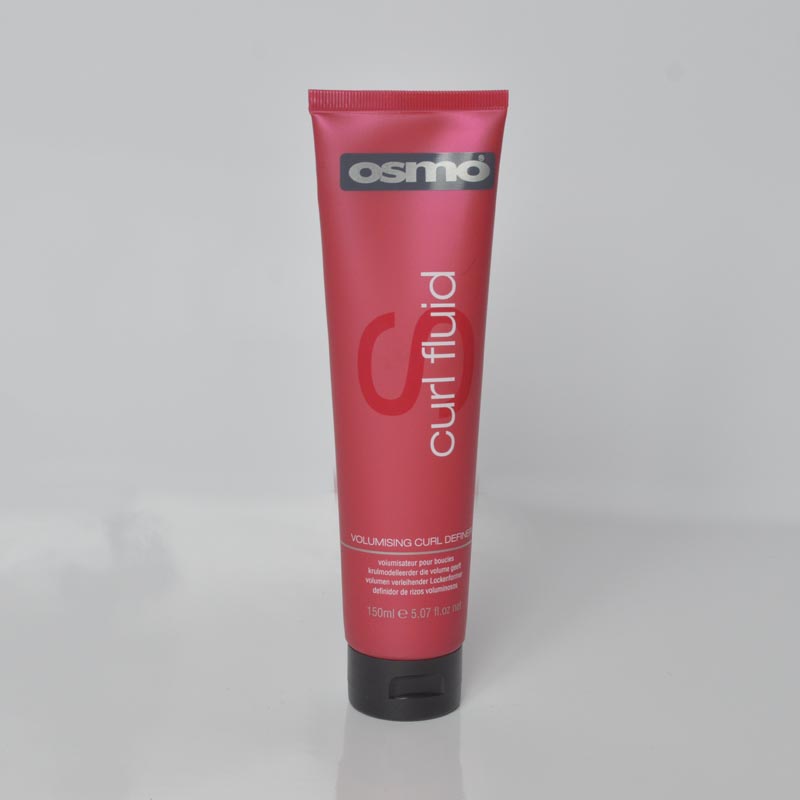 osmo®
S
curl fluid
VOLUMISING CURL DEFINER
volumisateur pour boucles
krulmodelleerder die volume geeft
volumen verleihender Lockenformer
definidor de rizos voluminosos
150ml ℮ 5.07 fl.oz net